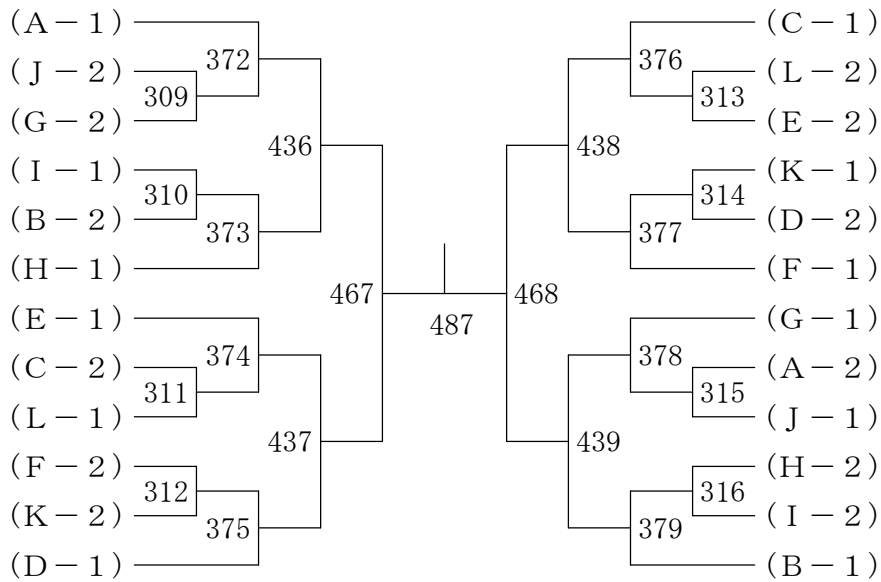 (A－1)
372
(J－2)
309
(G－2)
436
(I－1)
310
(B－2)
373
(H－1)
467
(E－1)
374
(C－2)
311
(L－1)
437
(F－2)
312
(K－2)
375
(D－1)
487
(C－1)
376
(L－2)
313
(E－2)
438
(K－1)
314
(D－2)
377
(F－1)
468
(G－1)
378
(A－2)
315
(J－1)
439
(H－2)
316
(I－2)
379
(B－1)